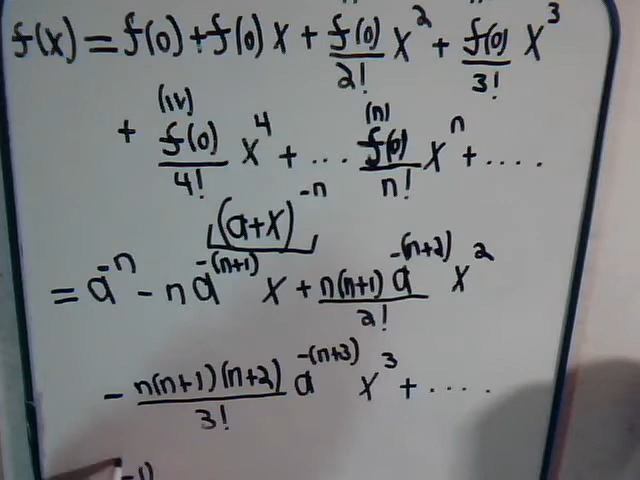 f(x) = f(0) + f(0) x + f(0)/2! x^2 + f(0)/3! x^3
+ f^(iv)(0)/4! x^4 + ... f^(n)(0)/n! x^n + ....
(a+x)^-n
= a^-n - n a^-(n+1) x + n(n+1) a^-(n+2)/2! x^2
- n(n+1)(n+2)/3! a^-(n+3) x^3 + ....